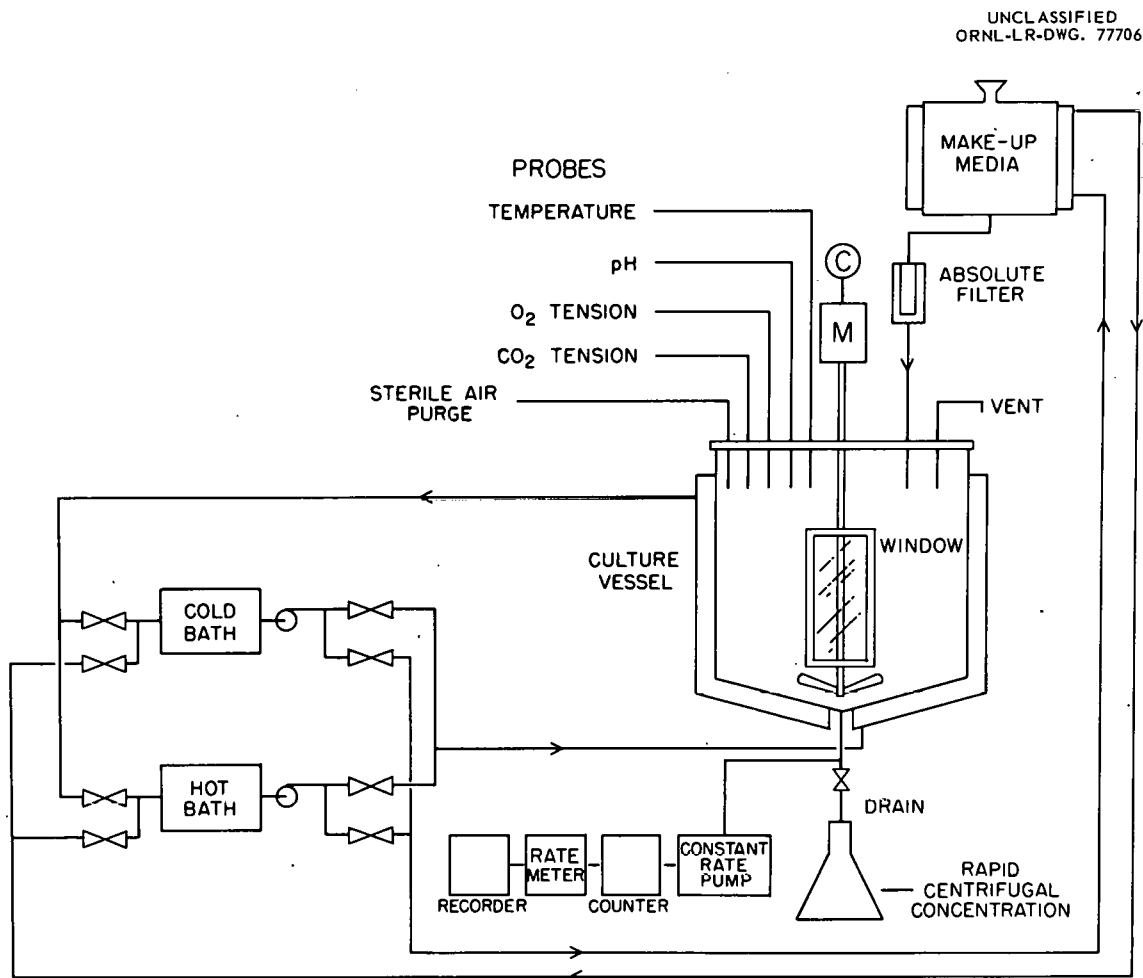 UNCLASSIFIED
ORNL-LR-DWG. 77706
MAKE-UP
MEDIA
PROBES
TEMPERATURE
pH
O₂ TENSION
CO₂ TENSION
STERILE AIR
PURGE
C
M
ABSOLUTE
FILTER
VENT
CULTURE
VESSEL
WINDOW
COLD
BATH
HOT
BATH
DRAIN
RECORDER
RATE
METER
COUNTER
CONSTANT
RATE
PUMP
RAPID
CENTRIFUGAL
CONCENTRATION